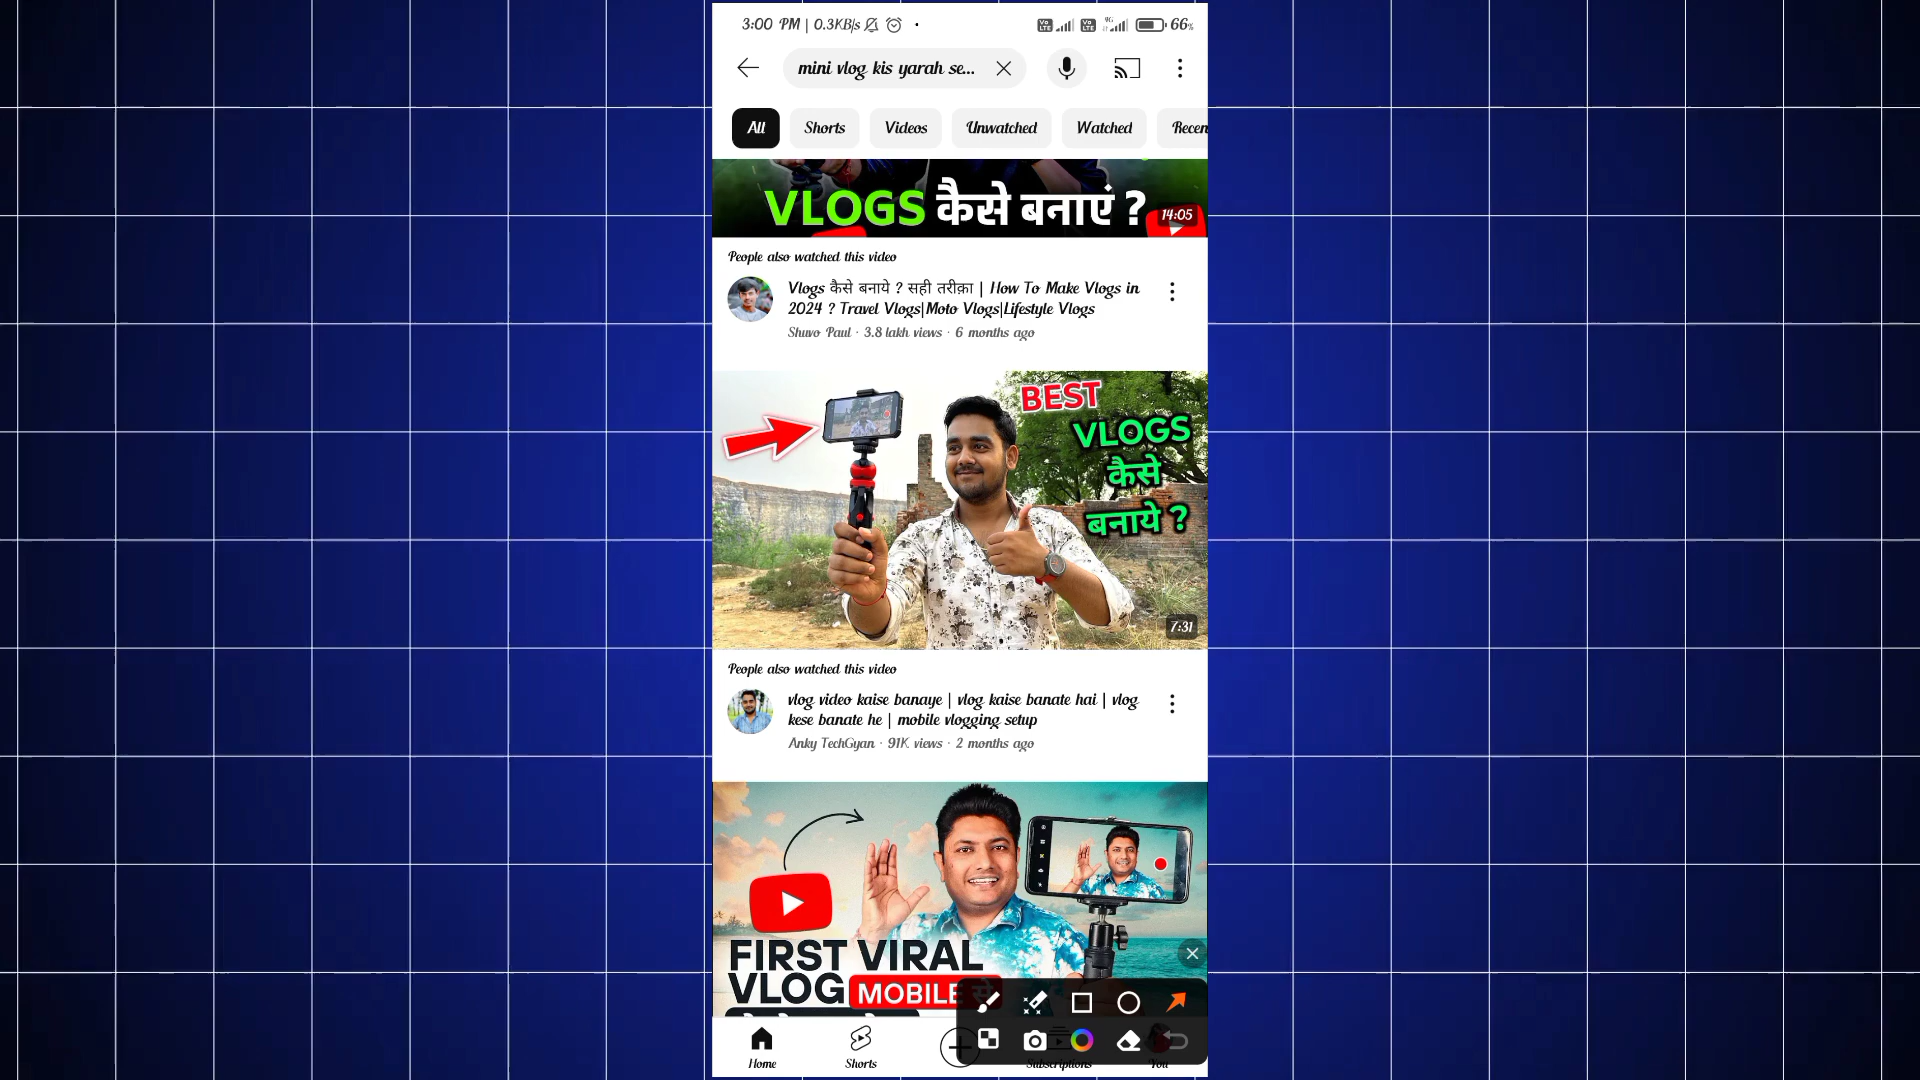 3:00 PM | 0.3KB/s
66%
mini vlog kis yarah se...
All
Shorts
Videos
Unwatched
Watched
Recen
VLOGS कैसे बनाएं ?
14:05
People also watched this video
Vlogs कैसे बनाये ? सही तरीक़ा | How To Make Vlogs in
2024 ? Travel Vlogs|Moto Vlogs|Lifestyle Vlogs
Shuvo Paul · 3.8 lakh views · 6 months ago
BEST
VLOGS
कैसे
बनाये ?
7:31
People also watched this video
vlog video kaise banaye | vlog kaise banate hai | vlog
kese banate he | mobile vlogging setup
Anky TechGyan · 91K views · 2 months ago
FIRST VIRAL
VLOG MOBILE से
Home
Shorts
Subscriptions
You